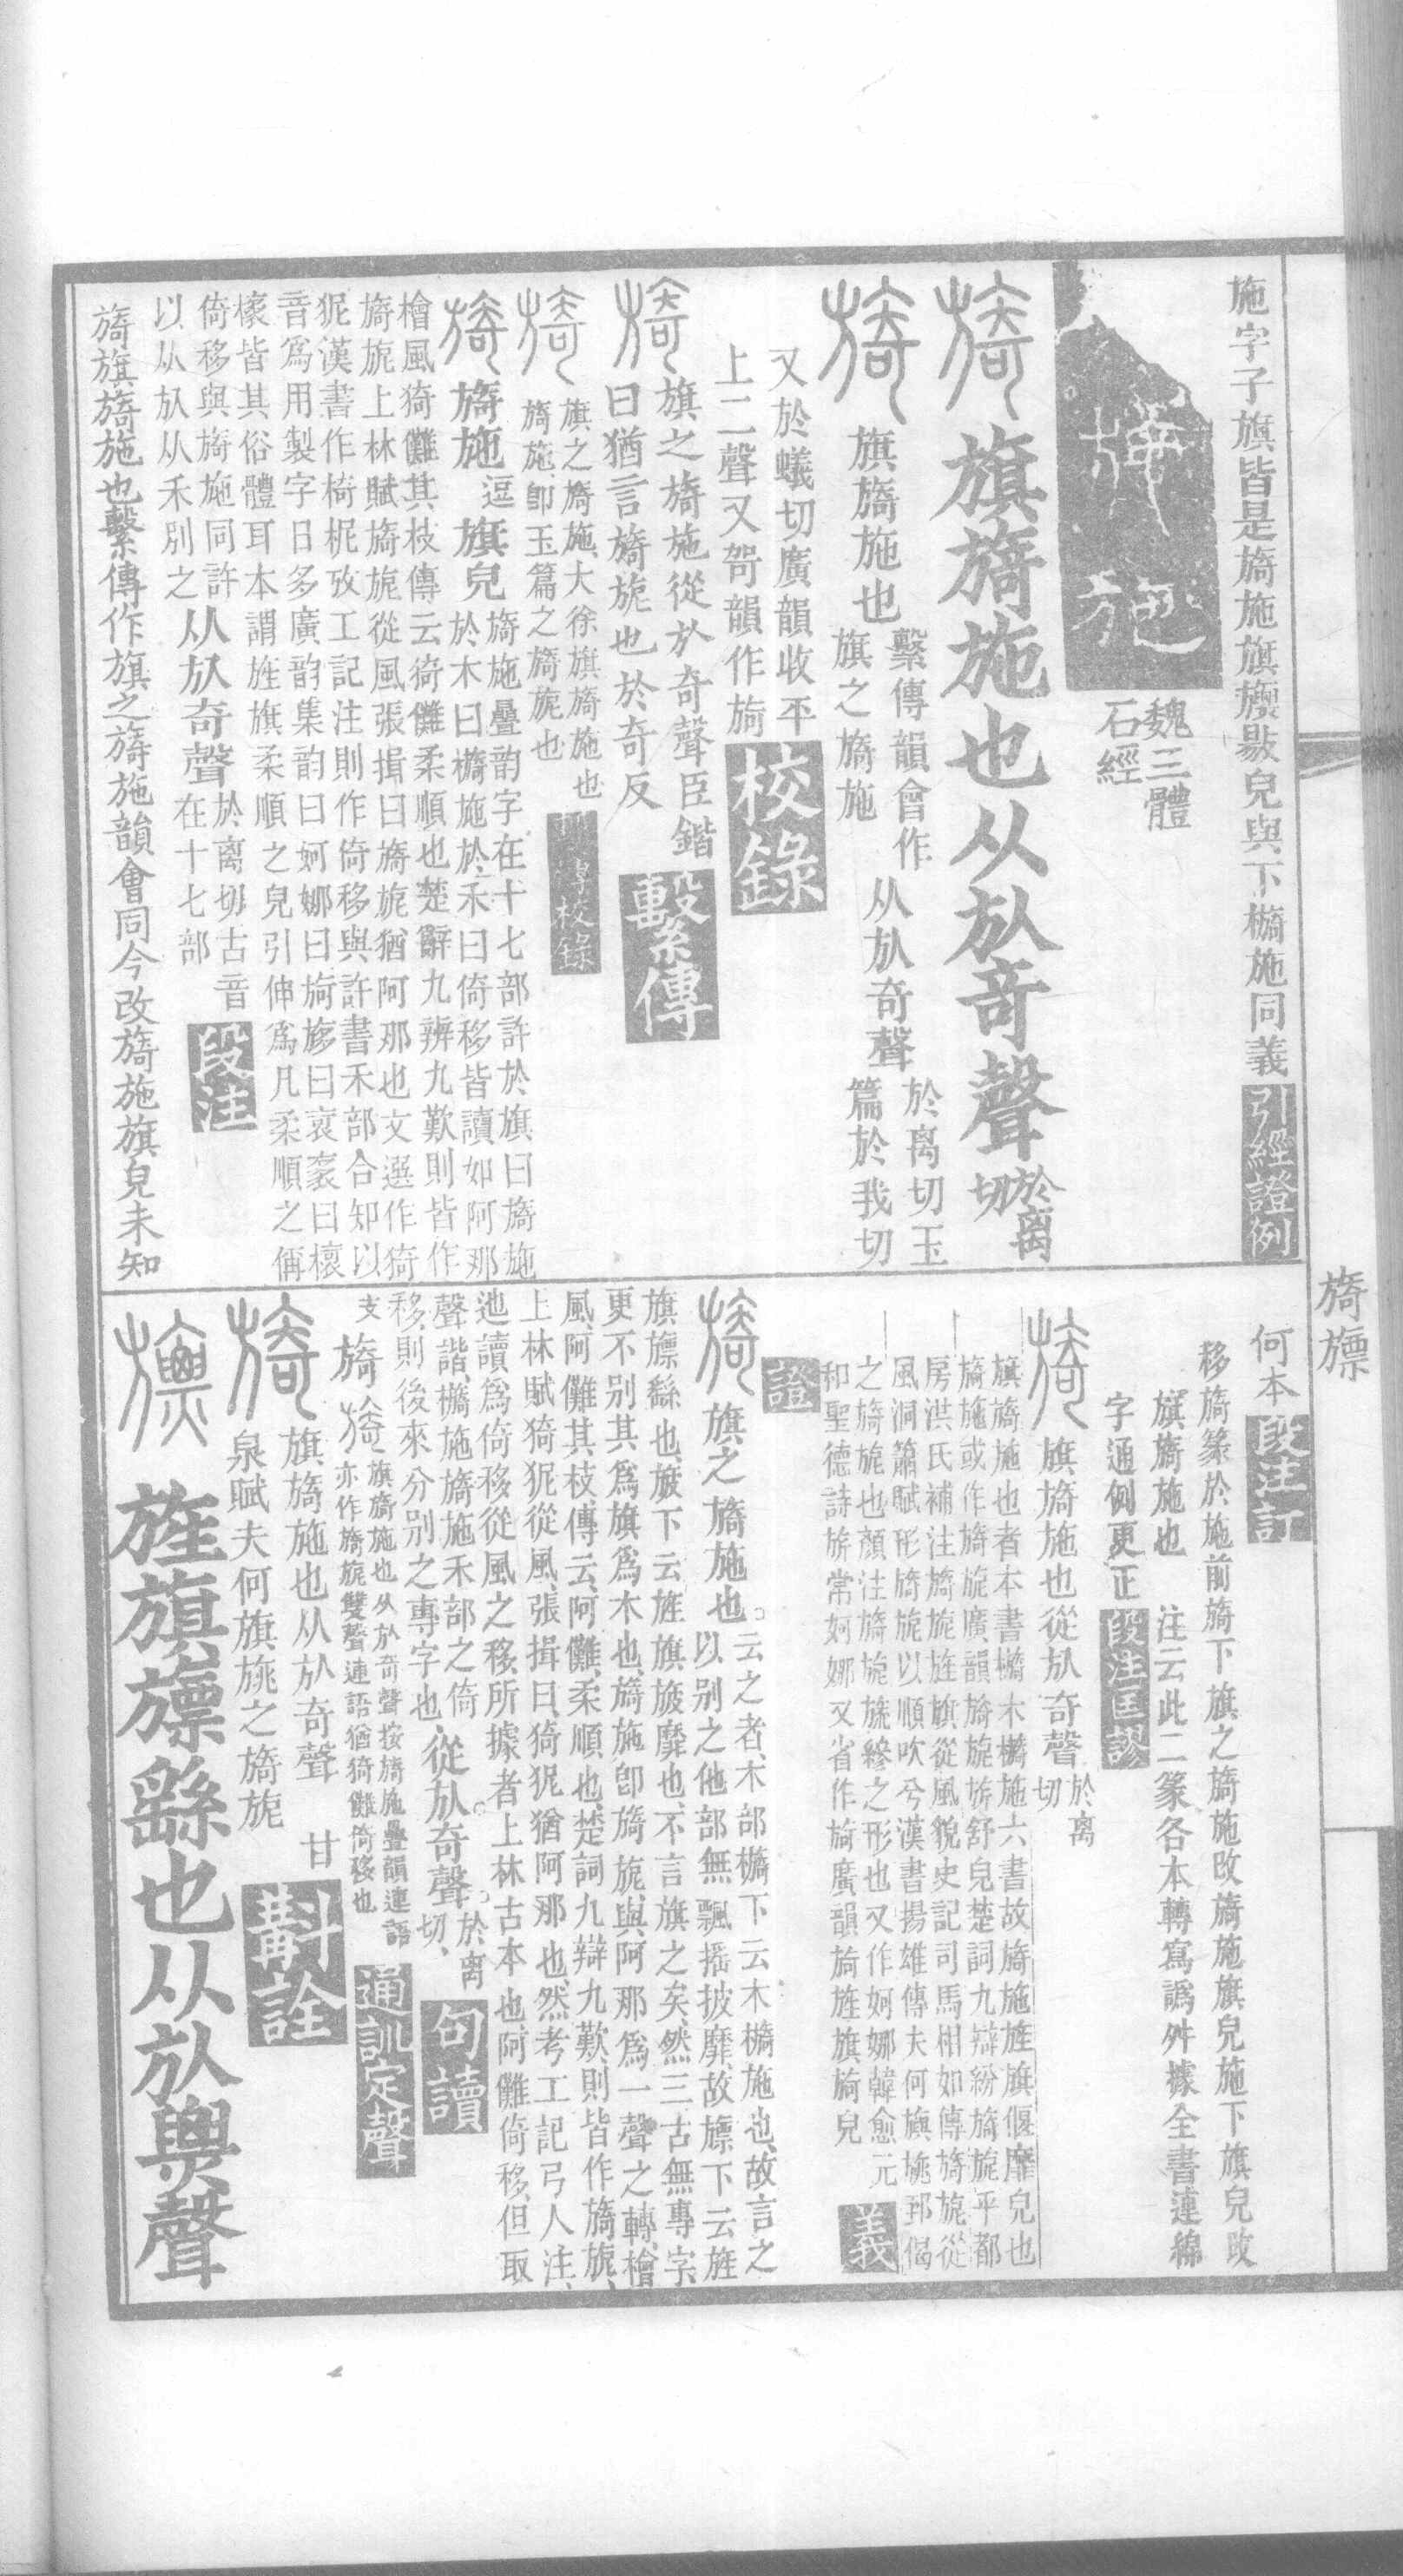 施字子旗皆是旖施旗旟敡皃與下檹施同義 引經證例
魏三體
石經
旖 旗旖施也从㫃奇聲 於离切
旖 旗旖施也 繫傳韻會作旗之旖施 从㫃奇聲 於离切玉篇於我切
又於蟻切廣韻收平
上二聲又哿韻作旑 校錄
旖 旗之旖施從於奇聲臣鍇
曰猶言旖旎也於奇反 繫傳
旖 旗之旖施大徐旗旖施也
旖施卽玉篇之旖旎也 校錄
旖 旖施逗旗皃 旖施疊韵字在十七部許於旗曰旖施
於木曰檹施於禾曰倚移皆讀如阿那
檜風猗儺其枝傳云猗儺柔順也楚辭九辨九歎則皆作
旖旎上林賦旖旎從風張揖曰旖旎猶阿那也文選作猗
狔漢書作椅柅攷工記注則作倚移與許書禾部合知以
音爲用製字日多廣韵集韵曰婀娜曰旑旎曰裒袤曰橠
橠皆其俗體耳本謂旌旗柔順之皃引伸爲凡柔順之偁
倚移與旖施同許
以从㫃从禾別之 从㫃奇聲 於离切古音
在十七部 段注
旖旗旖施也繫傳作旗之旖施韻會同今改旖施旗皃未知
旖旗
何本 段注訂
移旖篆於施前旖下旗之旖施改旖施旗皃施下旗皃改
旗旖施也 注云此二篆各本轉寫譌舛據全書連緜
字通例更正 段注匡謬
旖 旗旖施也從㫃奇聲 於离切
旗旖施也者本書檹木檹施六書故旖施旌旗偃靡皃也
旖施或作旖旎廣韻旖旎旂舒皃楚詞九辯紛旖旎乎都
房洪氏補注旖旎旌旗從風貌史記司馬相如傳旖旎從
風洞簫賦形旖旎以順吹兮漢書揚雄傳夫何旟旐郅偈
之旖旎也顏注旖旎旒縿之形也又作婀娜韓愈元
和聖德詩旂常婀娜又省作旑廣韻旑旌旗旑皃 義
證
旖 旗之旖施也 云之者木部檹下云木檹施也故言之
以別之他部無飄搖披靡故旚下云旌
旗旚繇也旇下云旌旗旇靡也不言旗之矣然三古無專字
更不別其爲旗爲木也旖施卽旖旎與阿那爲一聲之轉檜
風阿儺其枝傳云阿儺柔順也楚詞九辯九歎則皆作旖旎
上林賦猗狔從風張揖曰猗狔猶阿那也然考工記弓人注
迆讀爲倚移從風之移所據者上林古本也阿儺倚移但取
聲諧檹施旖施禾部之倚
移則後來分別之專字也 從㫃奇聲 於离切 句讀
支 旖 旖 旗旖施也从於奇聲按旖施疊韻連語
亦作旖旎雙聲連語猶猗儺倚移也 通訓定聲
旖 旗旖施也从㫃奇聲 甘
泉賦夫何旗旐之旖旎 斠詮
旚 旌旗旚繇也从㫃㶾聲